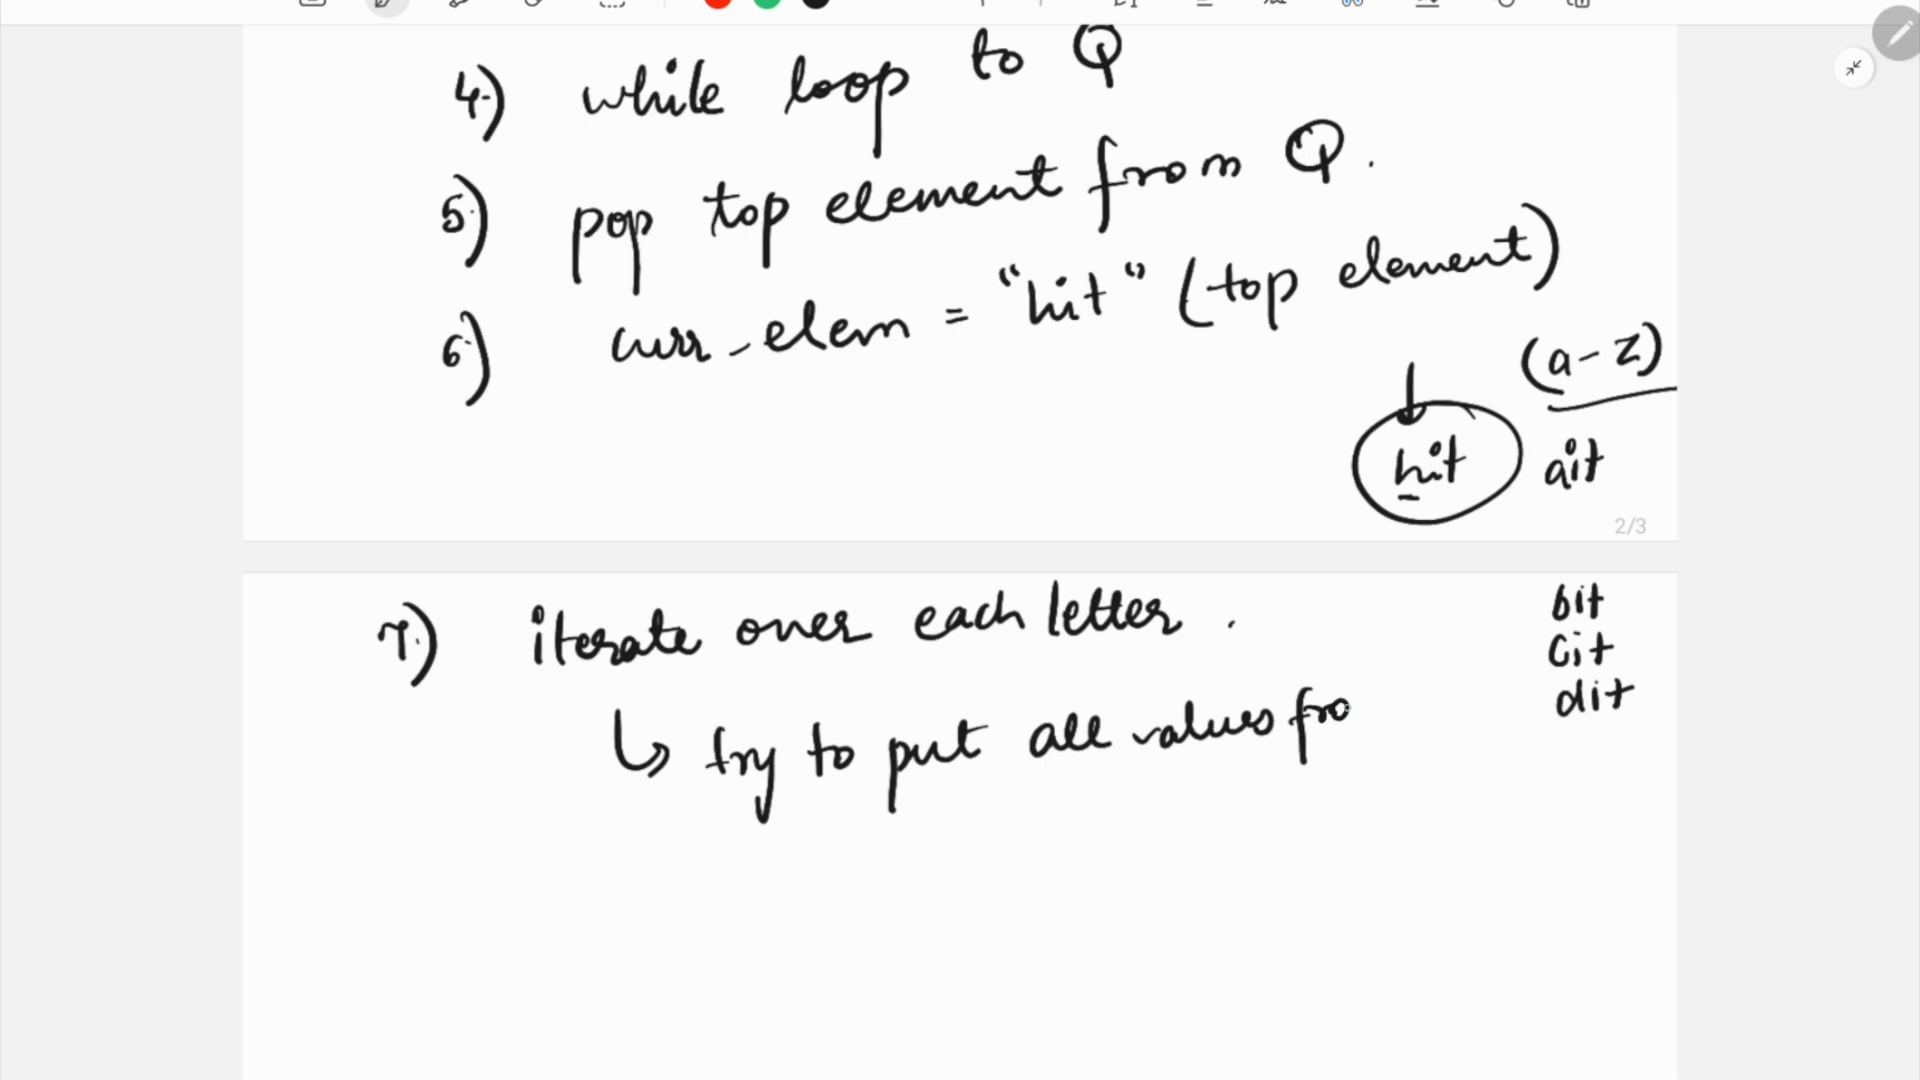 4.) while loop to Q
5.) pop top element from Q.
6.) curr_elem = "hit" (top element)
(a-z)
hit ait
2/3
7.) iterate over each letter.
bit
cit
dit
↳ try to put all values fro